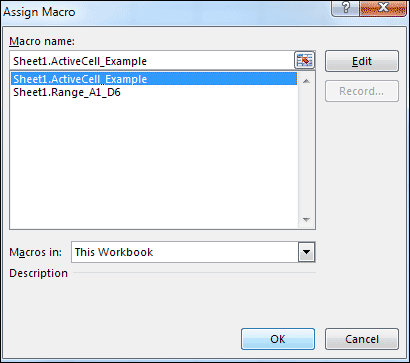 Assign Macro
Macro name:
Sheet1.ActiveCell_Example
Edit
Sheet1.ActiveCell_Example
Sheet1.Range_A1_D6
Record...
Macros in:
This Workbook
Description
OK
Cancel